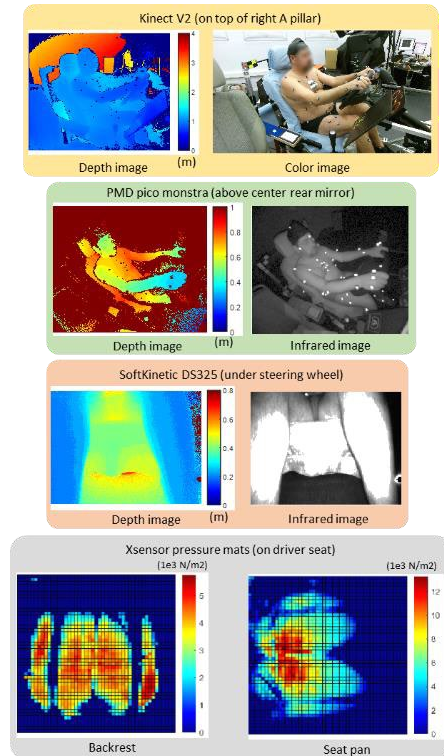 Kinect V2 (on top of right A pillar)
4
3
2
1
0
(m)
Depth image
Color image
PMD pico monstra (above center rear mirror)
1
0.8
0.6
0.4
0.2
0
(m)
Depth image
Infrared image
SoftKinetic DS325 (under steering wheel)
0.8
0.6
0.4
0.2
0
(m)
Depth image
Infrared image
Xsensor pressure mats (on driver seat)
(1e3 N/m2)
5
4
3
2
1
0
Backrest
(1e3 N/m2)
12
10
8
6
4
2
0
Seat pan